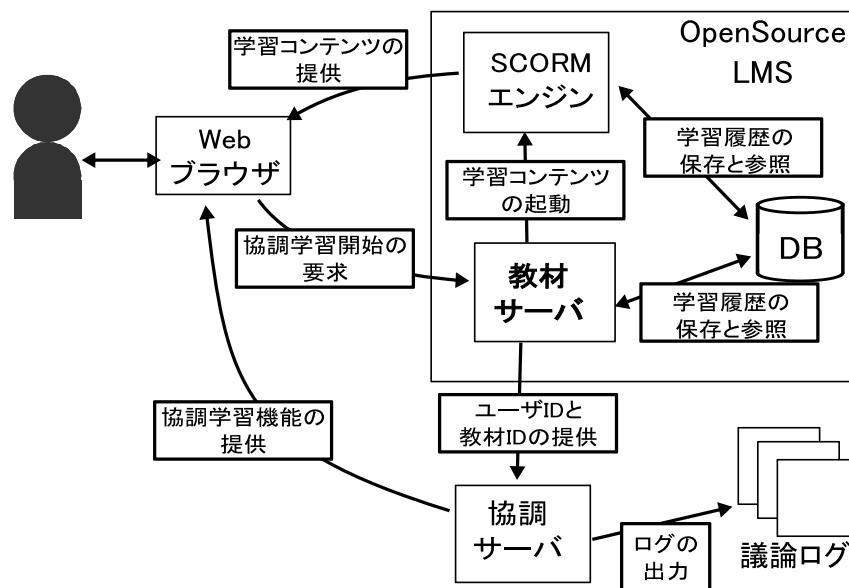 学習コンテンツの
提供
OpenSource
LMS
SCORM
エンジン
Web
ブラウザ
学習履歴の
保存と参照
学習コンテンツ
の起動
協調学習開始の
要求
DB
教材
サーバ
学習履歴の
保存と参照
協調学習機能の
提供
ユーザIDと
教材IDの提供
協調
サーバ
ログの
出力
議論ログ